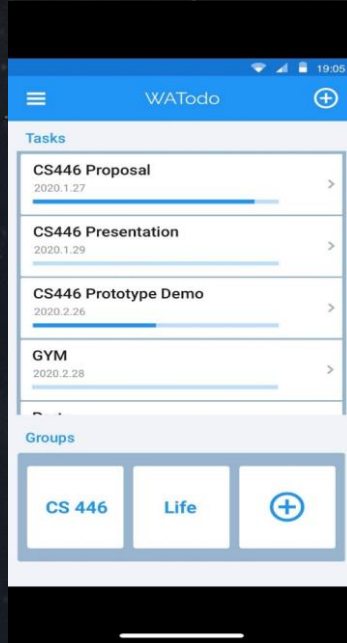 19:05
WATodo
Tasks
CS446 Proposal
2020.1.27
CS446 Presentation
2020.1.29
CS446 Prototype Demo
2020.2.26
GYM
2020.2.28
Groups
CS 446
Life